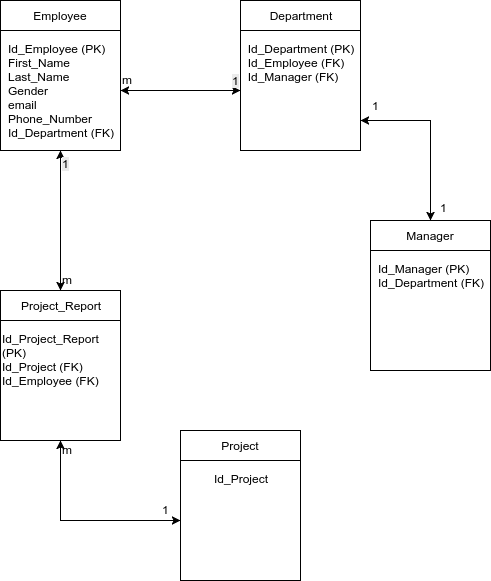 Employee
Id_Employee (PK)
First_Name
Last_Name
Gender
email
Phone_Number
Id_Department (FK)
m
1
Department
Id_Department (PK)
Id_Employee (FK)
Id_Manager (FK)
1
1
Manager
Id_Manager (PK)
Id_Department (FK)
1
m
Project_Report
Id_Project_Report
(PK)
Id_Project (FK)
Id_Employee (FK)
m
1
Project
Id_Project